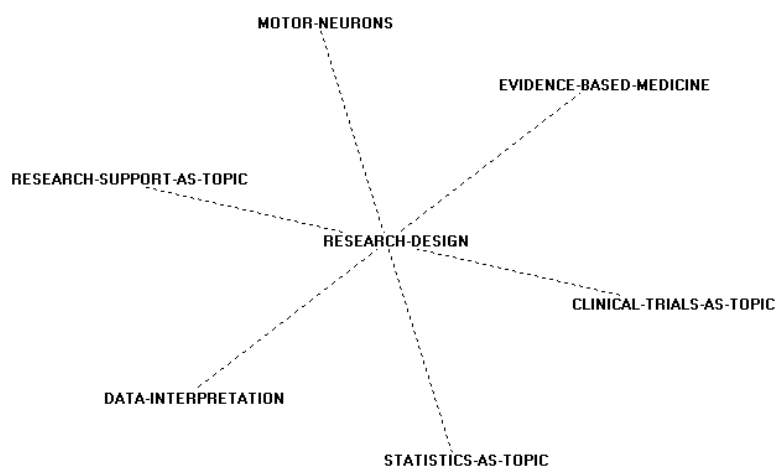 MOTOR-NEURONS
EVIDENCE-BASED-MEDICINE
RESEARCH-SUPPORT-AS-TOPIC
RESEARCH-DESIGN
CLINICAL-TRIALS-AS-TOPIC
DATA-INTERPRETATION
STATISTICS-AS-TOPIC